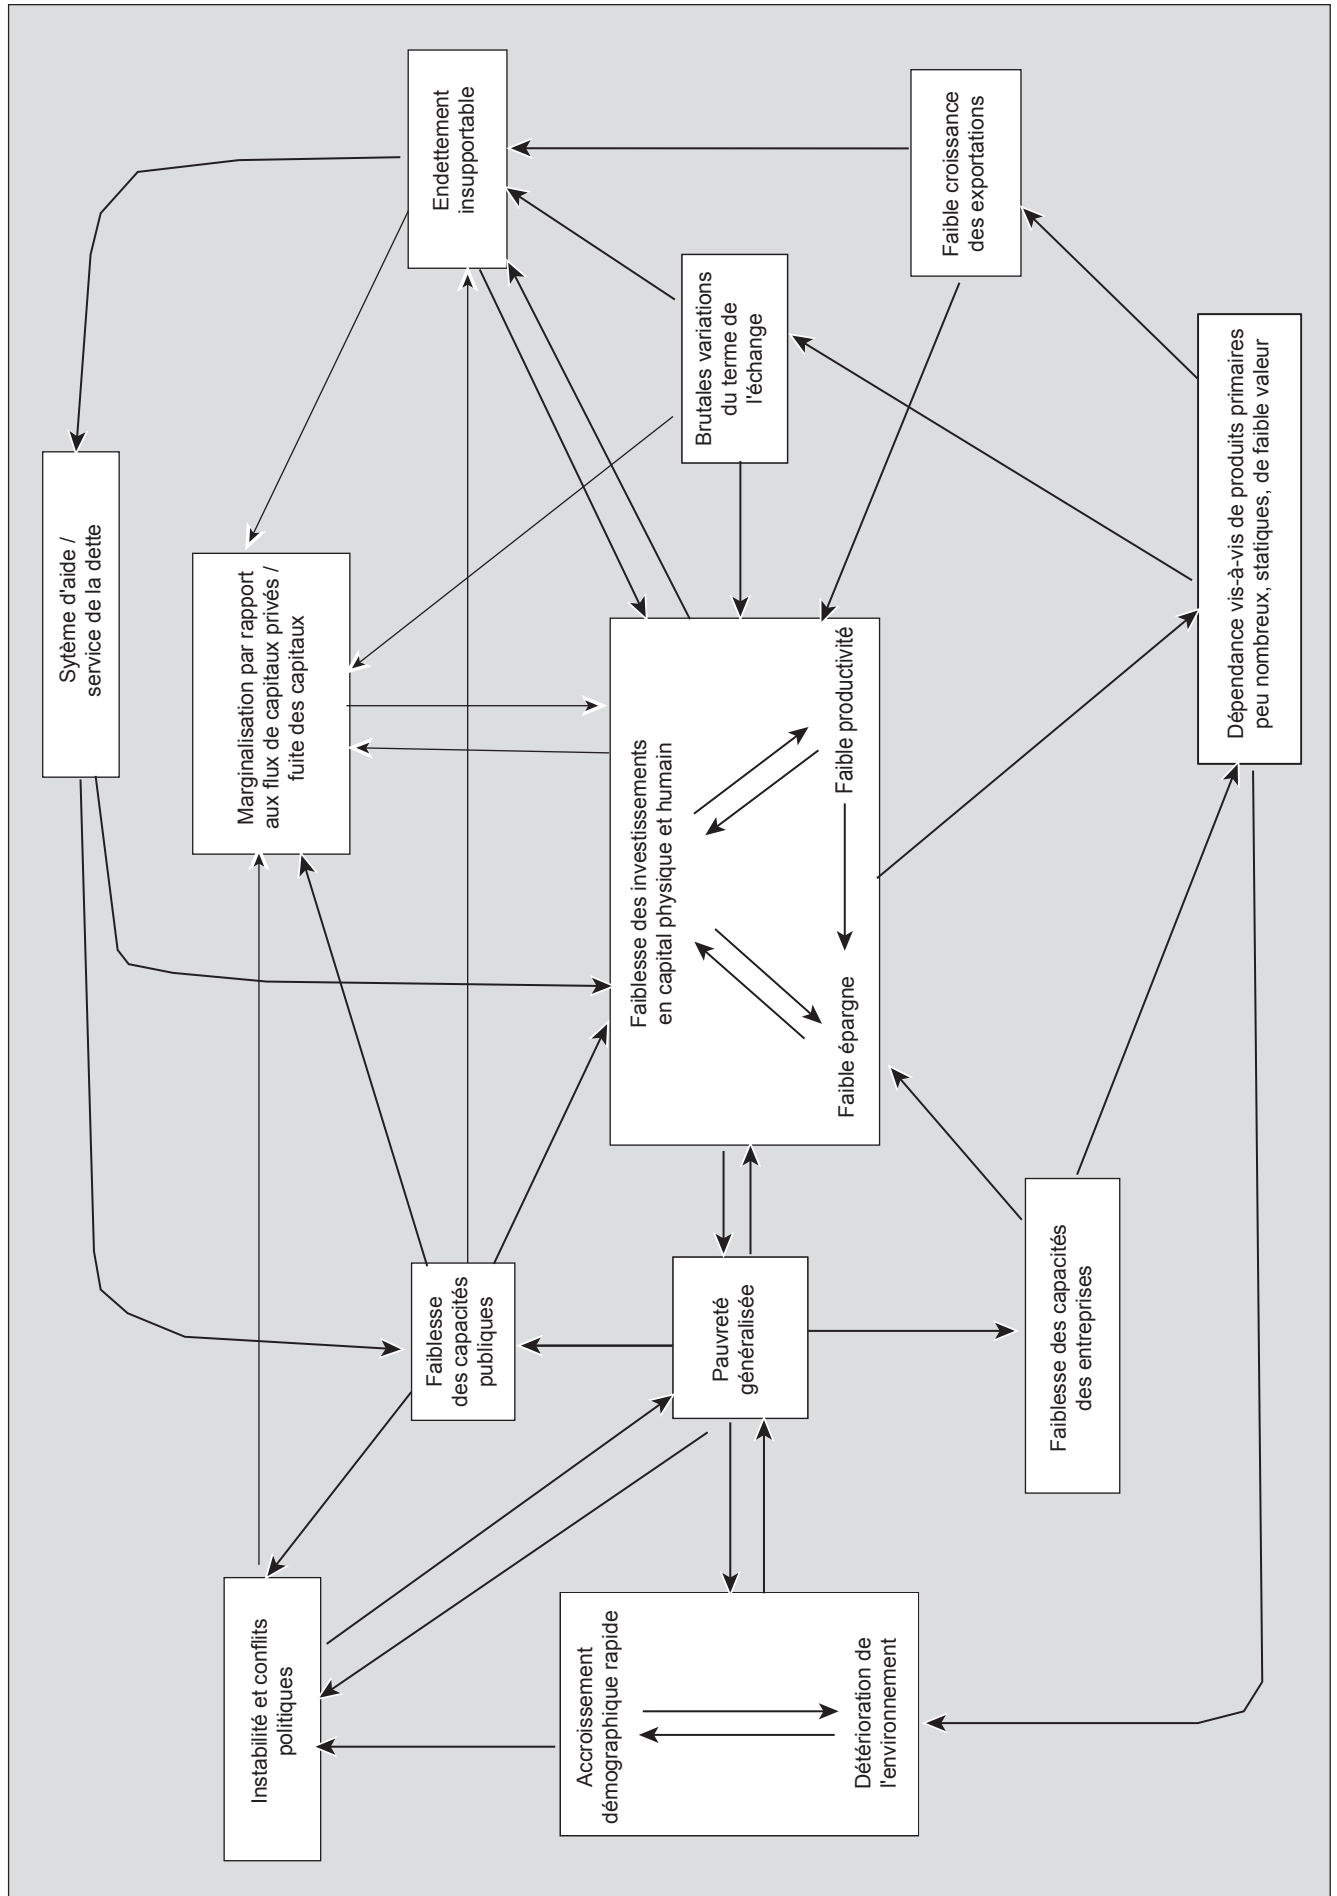 Sytème d'aide /
service de la dette
Instabilité et conflits
politiques
Marginalisation par rapport
aux flux de capitaux privés /
fuite des capitaux
Faiblesse
des capacités
publiques
Endettement
insupportable
Accroissement
démographique rapide
Détérioration de
l'environnement
Pauvreté
généralisée
Faiblesse des investissements
en capital physique et humain
Faible épargne
Faible productivité
Brutales variations
du terme de
l'échange
Faiblesse des capacités
des entreprises
Faible croissance
des exportations
Dépendance vis-à-vis de produits primaires
peu nombreux, statiques, de faible valeur